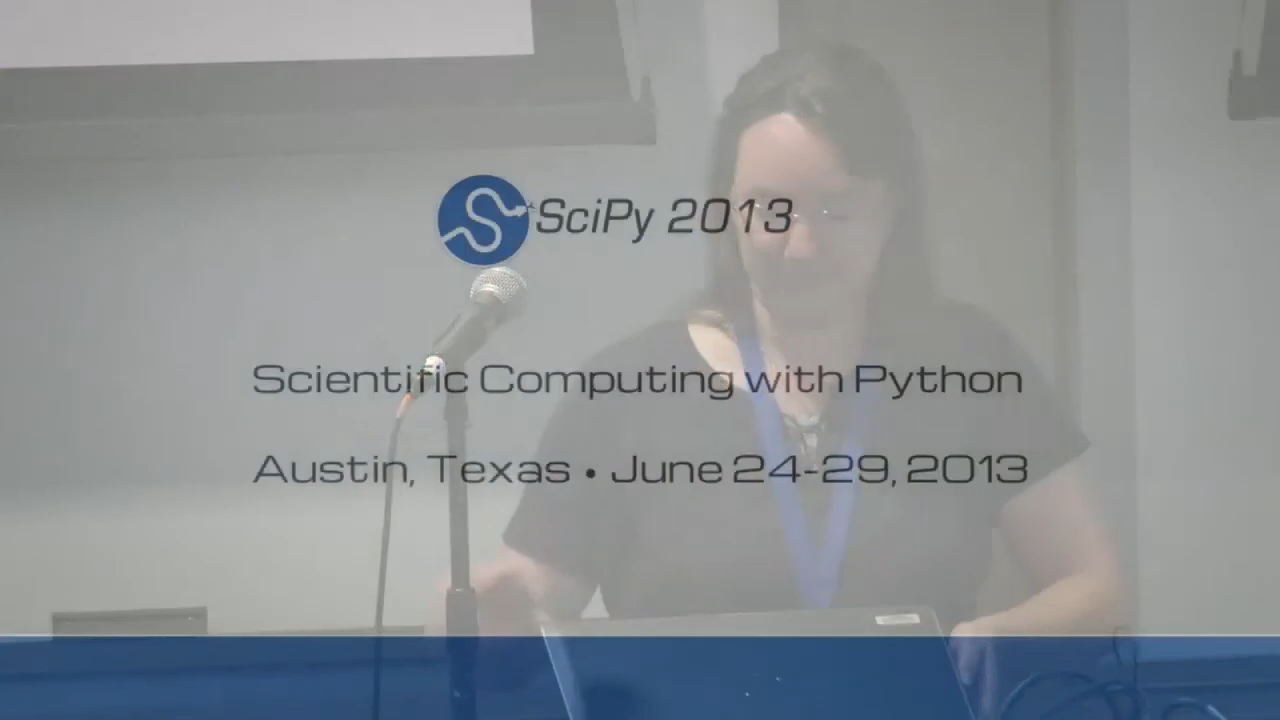 SciPy 2013
Scientific Computing with Python
Austin, Texas • June 24-29, 2013